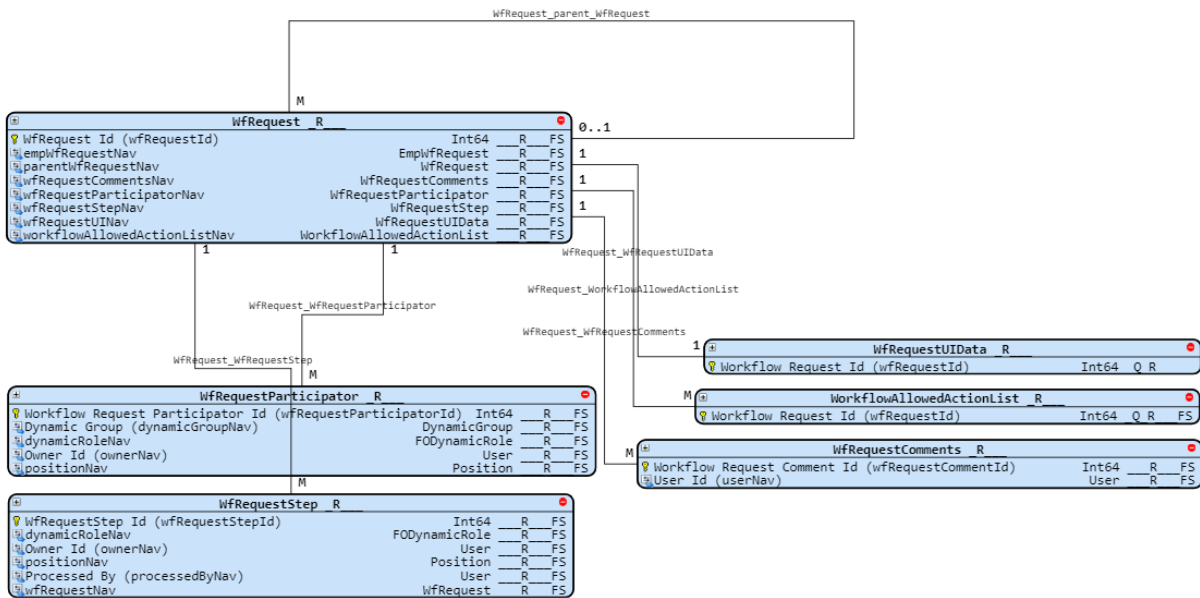 WfRequest_parent_WfRequest
M
WfRequest _R___
0..1
WfRequest Id (wfRequestId) Int64 ___R___FS
empWfRequestNav EmpWfRequest ___R___FS
1
parentWfRequestNav WfRequest ___R___FS
wfRequestCommentsNav WfRequestComments ___R___FS
1
wfRequestParticipatorNav WfRequestParticipator ___R___FS
wfRequestStepNav WfRequestStep ___R___FS
1
wfRequestUINav WfRequestUIData ___R___FS
workflowAllowedActionListNav WorkflowAllowedActionList ___R___FS
1
1
WfRequest_WfRequestUIData
WfRequest_WorkflowAllowedActionList
WfRequest_WfRequestParticipator
WfRequest_WfRequestComments
WfRequest_WfRequestStep
1
WfRequestUIData _R___
Workflow Request Id (wfRequestId) Int64 _Q_R____
M
WfRequestParticipator _R___
Workflow Request Participator Id (wfRequestParticipatorId) Int64 ___R___FS
Dynamic Group (dynamicGroupNav) DynamicGroup ___R___FS
dynamicRoleNav FODynamicRole ___R___FS
Owner Id (ownerNav) User ___R___FS
positionNav Position ___R___FS
M
WorkflowAllowedActionList _R___
Workflow Request Id (wfRequestId) Int64 _Q_R___FS
M
WfRequestComments _R___
Workflow Request Comment Id (wfRequestCommentId) Int64 ___R___FS
User Id (userNav) User ___R___FS
M
WfRequestStep _R___
WfRequestStep Id (wfRequestStepId) Int64 ___R___FS
dynamicRoleNav FODynamicRole ___R___FS
Owner Id (ownerNav) User ___R___FS
positionNav Position ___R___FS
Processed By (processedByNav) User ___R___FS
wfRequestNav WfRequest ___R___FS